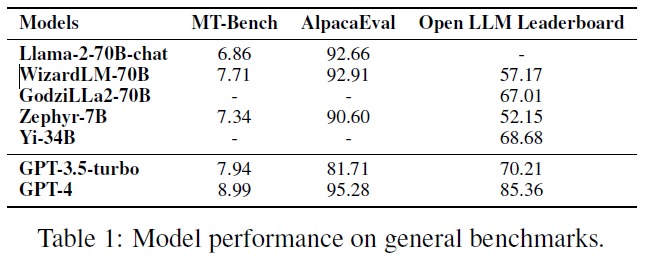 Models MT-Bench AlpacaEval Open LLM Leaderboard
Llama-2-70B-chat 6.86 92.66 -
WizardLM-70B 7.71 92.91 57.17
GodziLLa2-70B - - 67.01
Zephyr-7B 7.34 90.60 52.15
Yi-34B - - 68.68
GPT-3.5-turbo 7.94 81.71 70.21
GPT-4 8.99 95.28 85.36
Table 1: Model performance on general benchmarks.